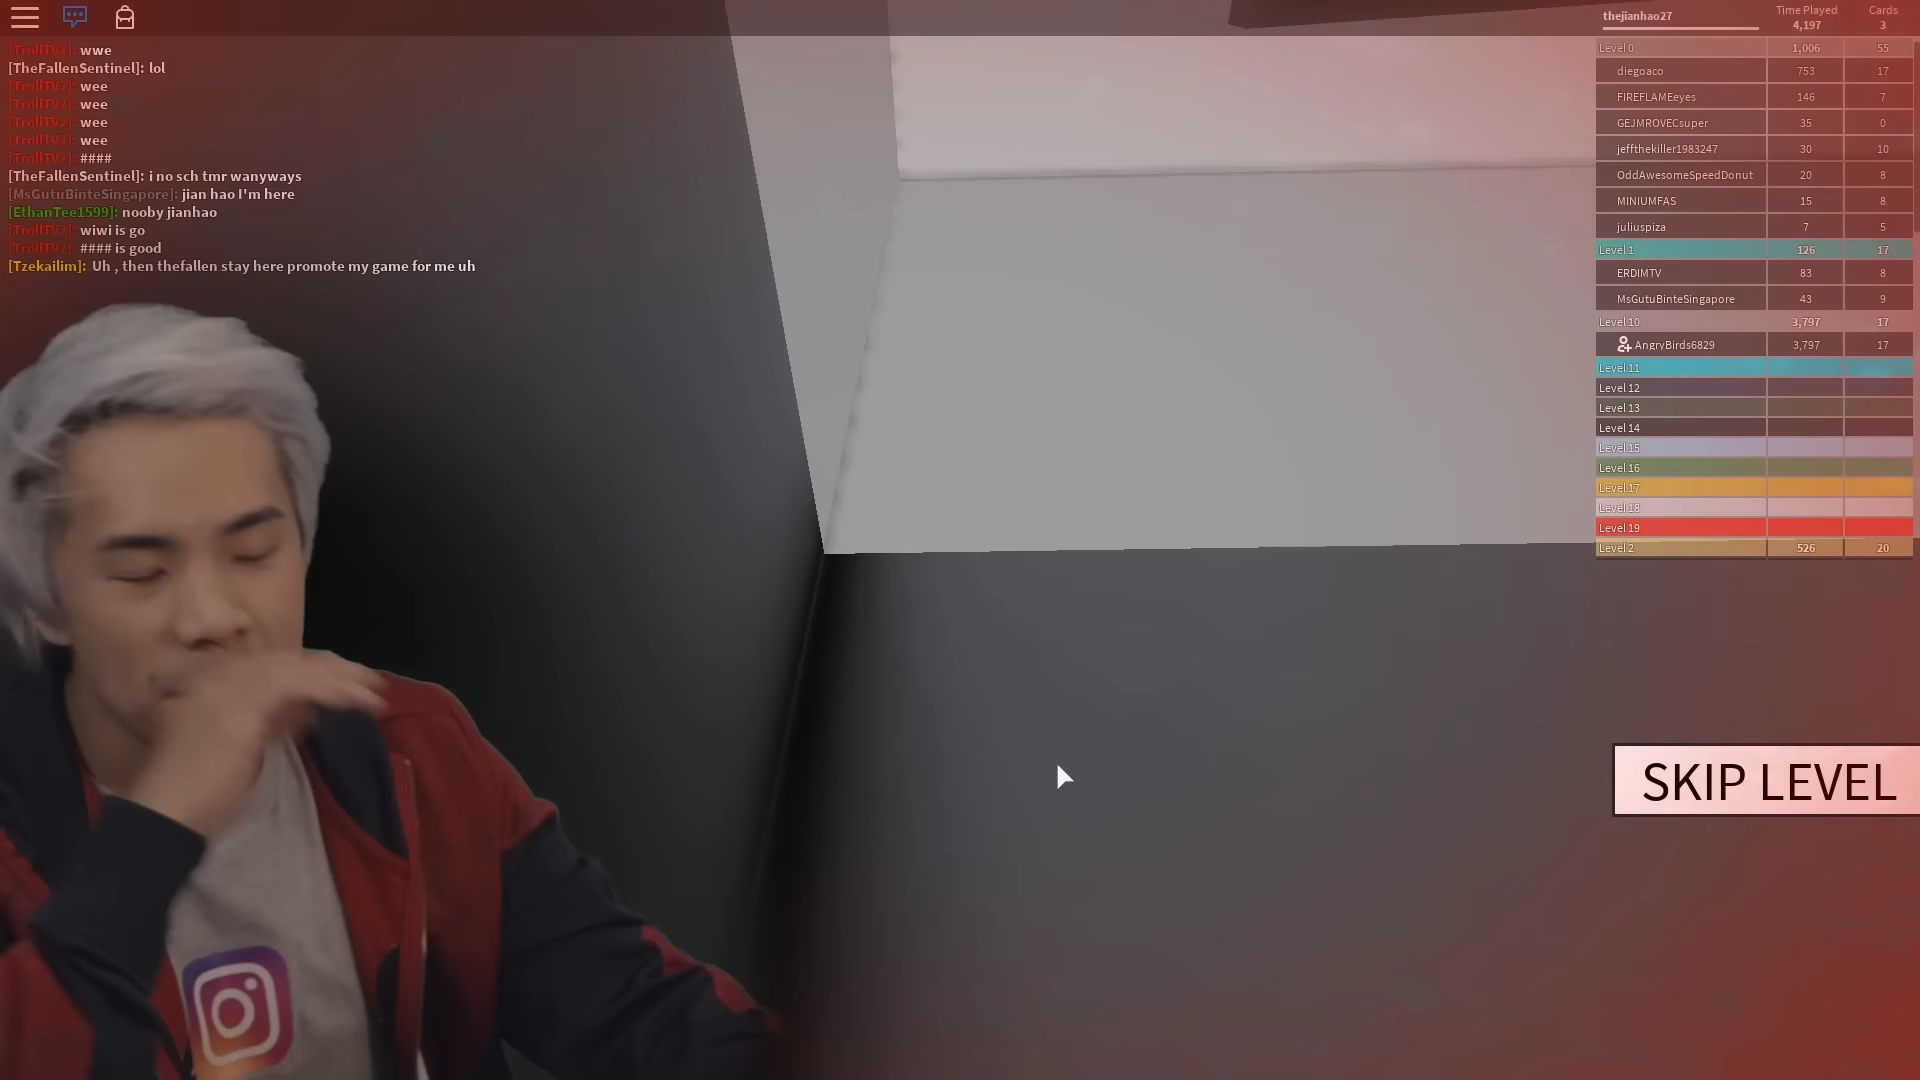 [TrollTV2]: wwe
[TheFallenSentinel]: lol
[TrollTV2]: wee
[TrollTV2]: wee
[TrollTV2]: wee
[TrollTV2]: wee
[TrollTV2]: ####
[TheFallenSentinel]: i no sch tmr wanyways
[MsGutuBinteSingapore]: jian hao I'm here
[EthanTee1599]: nooby jianhao
[TrollTV2]: wiwi is go
[TrollTV2]: #### is good
[Tzekailim]: Uh , then thefallen stay here promote my game for me uh
thejianhao27 Time Played Cards
4,197 3
Level 0 1,006 55
diegoaco 753 17
FIREFLAMEeyes 146 7
GEJMROVECsuper 35 0
jeffthekiller1983247 30 10
OddAwesomeSpeedDonut 20 8
MINIUMFAS 15 8
juliuspiza 7 5
Level 1 126 17
ERDIMTV 83 8
MsGutuBinteSingapore 43 9
Level 10 3,797 17
AngryBirds6829 3,797 17
Level 11
Level 12
Level 13
Level 14
Level 15
Level 16
Level 17
Level 18
Level 19
Level 2 526 20
SKIP LEVEL